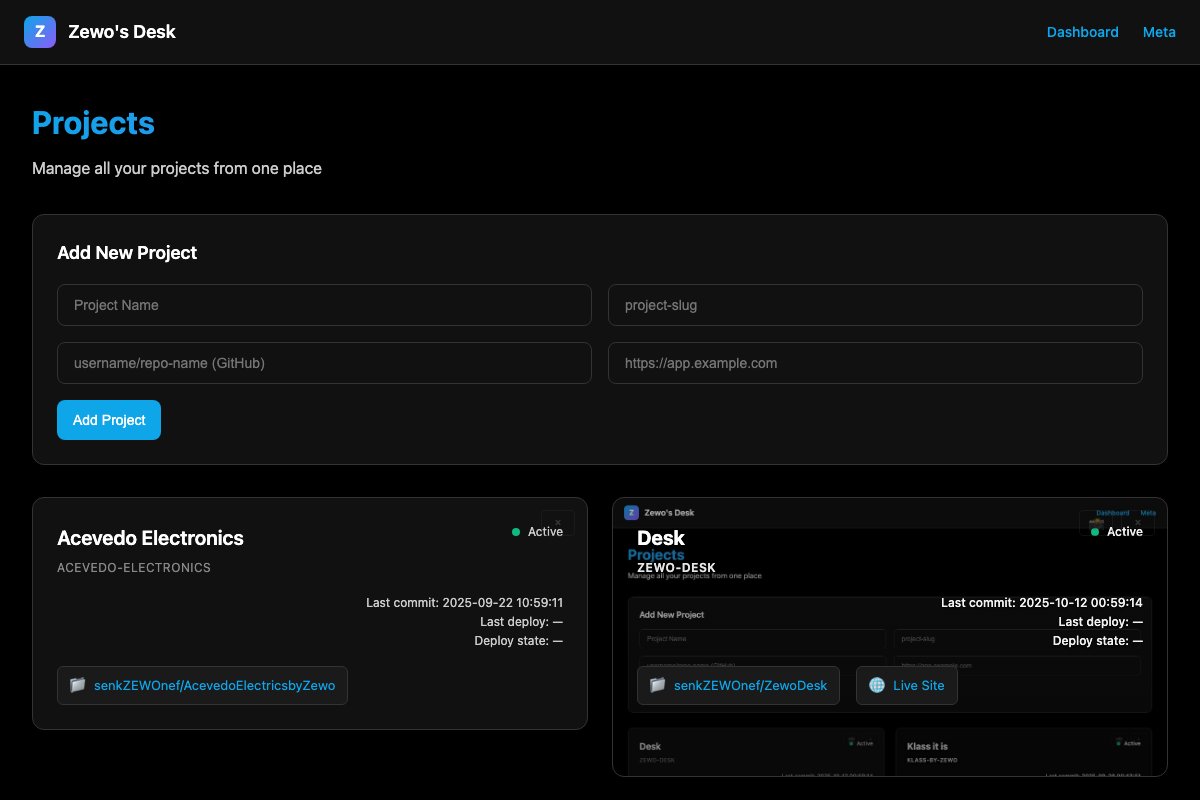 Z Zewo's Desk
Dashboard Meta
Projects
Manage all your projects from one place
Add New Project
Project Name
project-slug
username/repo-name (GitHub)
https://app.example.com
Add Project
Acevedo Electronics
Active
ACEVEDO-ELECTRONICS
Last commit: 2025-09-22 10:59:11
Last deploy: —
Deploy state: —
senkZEWOnef/AcevedoElectricsbyZewo
Z Zewo's Desk
Dashboard Meta
Desk
Active
Projects
ZEWO-DESK
Manage all your projects from one place
Last commit: 2025-10-12 00:59:14
Add New Project
Last deploy: —
Project Name
project-slug
Deploy state: —
https://app.example.com
senkZEWOnef/ZewoDesk
Live Site
Desk
Active
ZEWO-DESK
Klass it is
Active
KLASS-BY-ZEWO